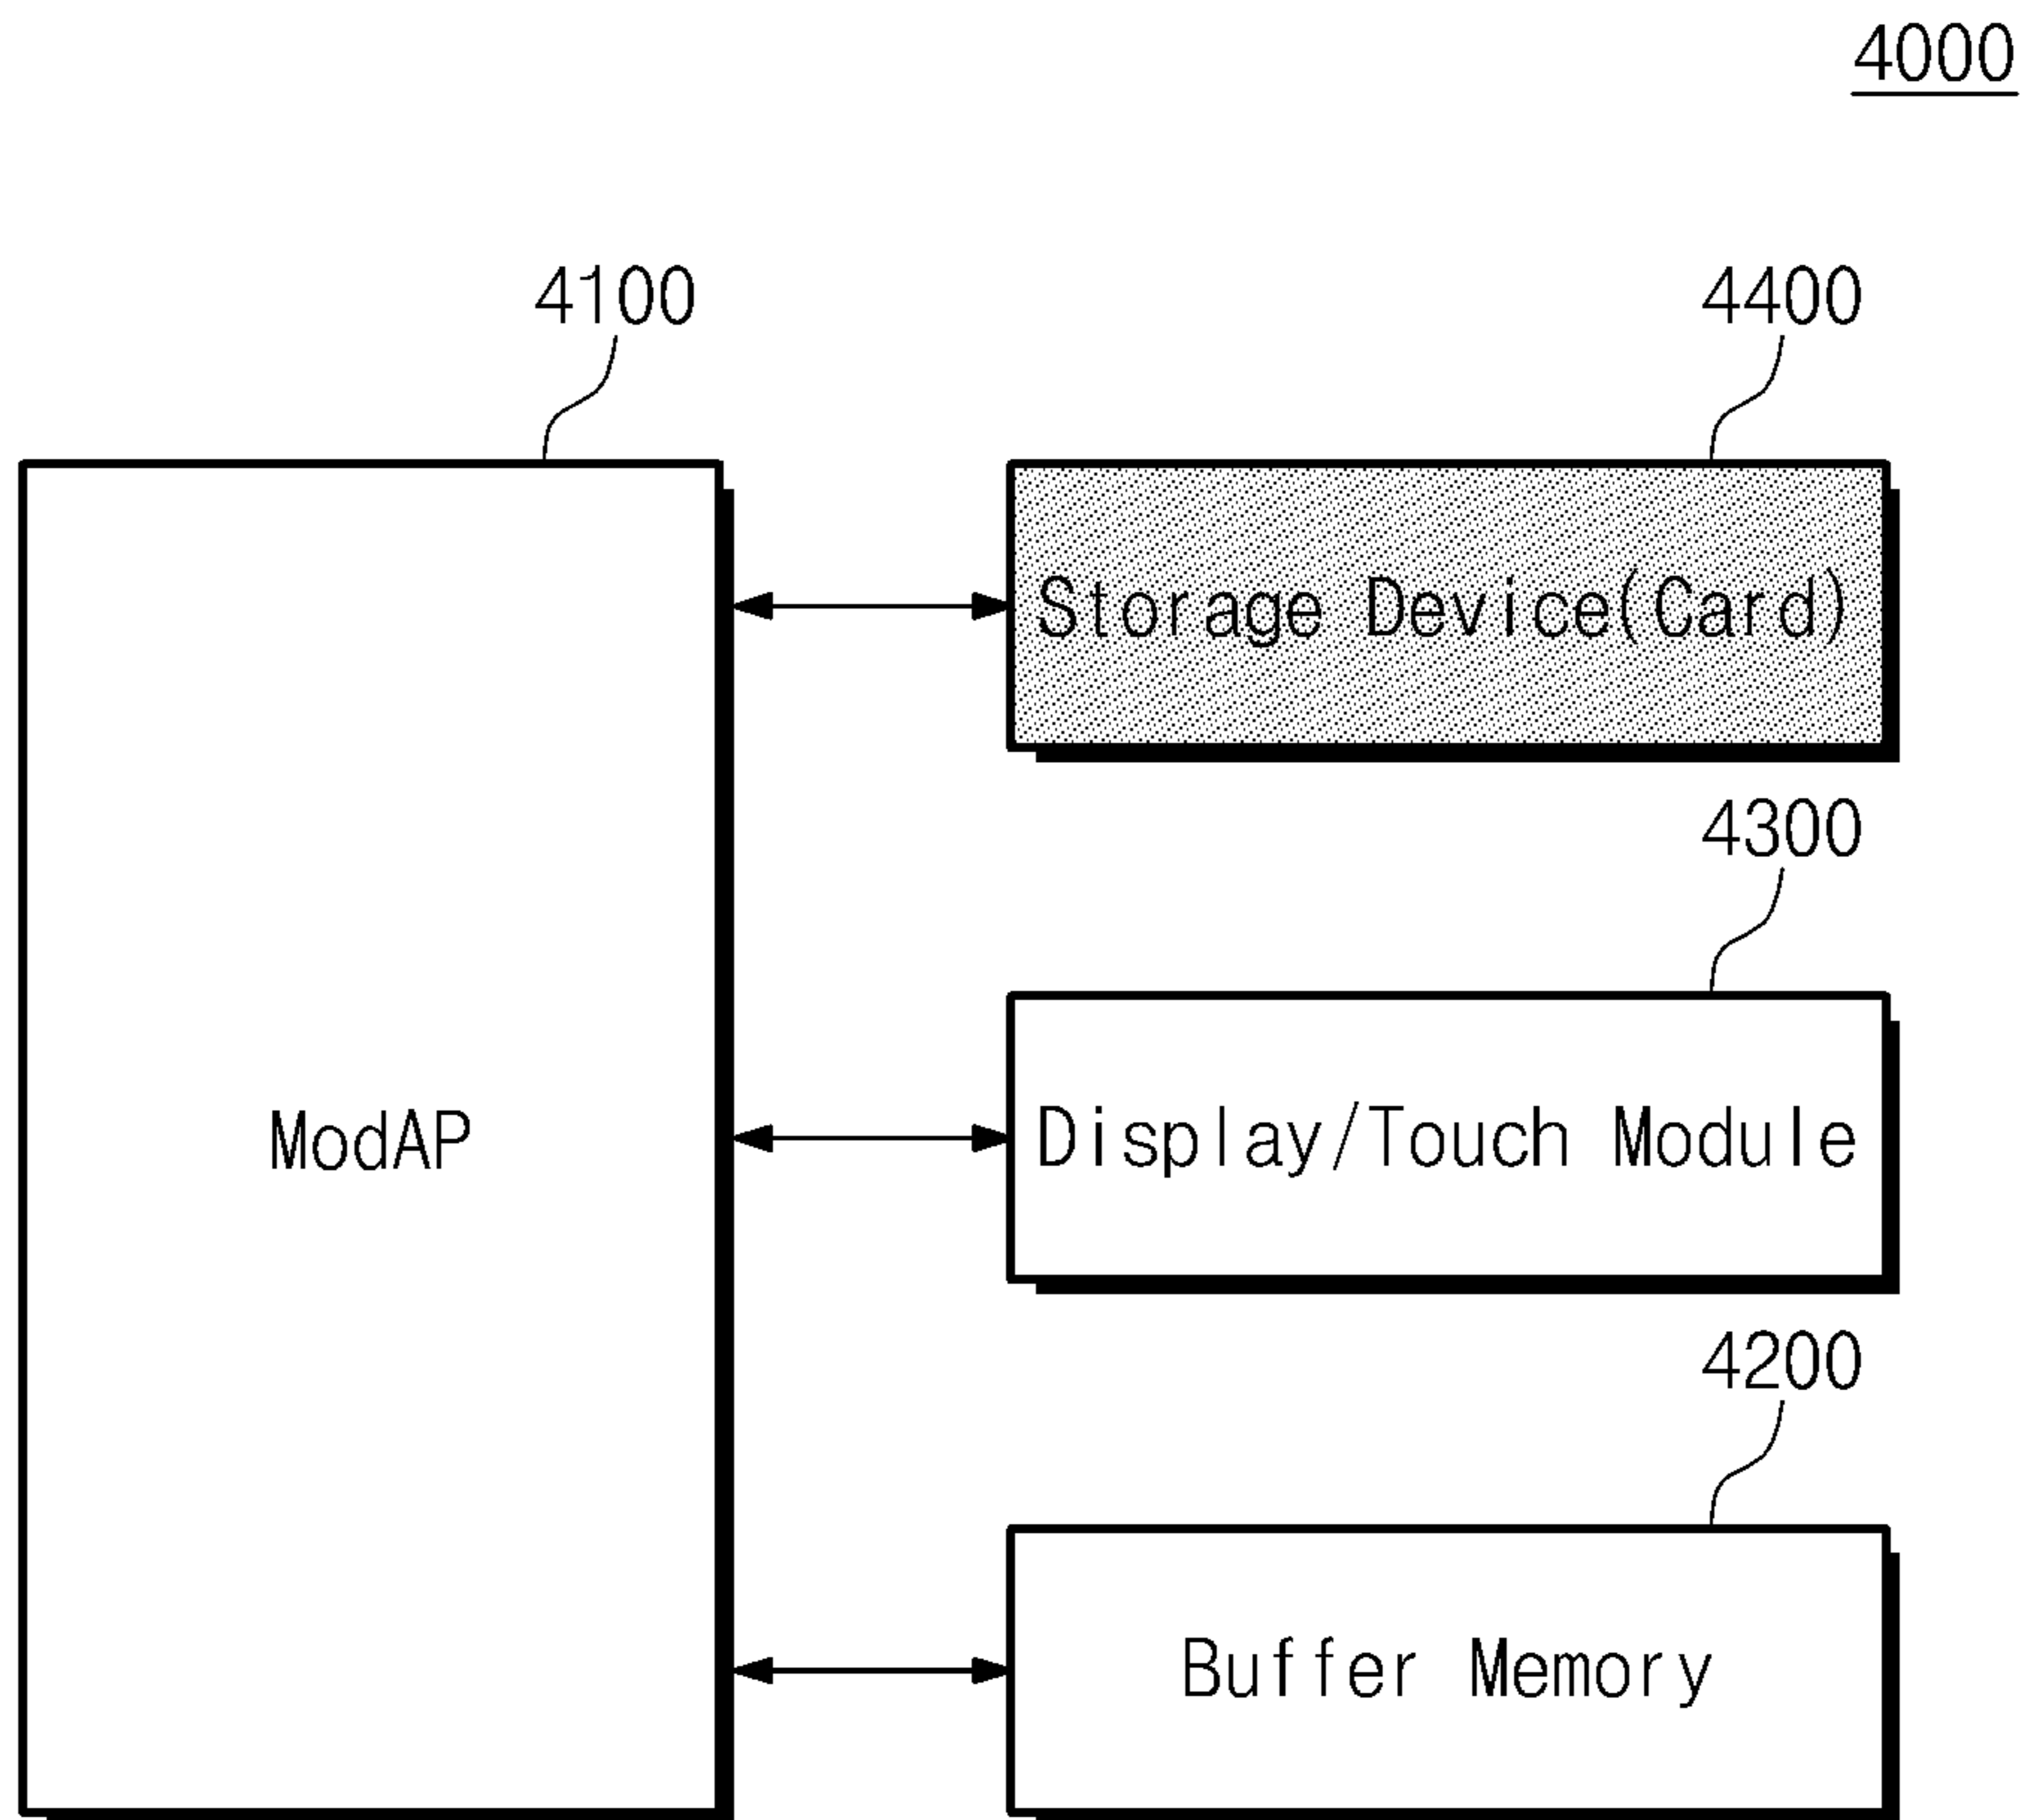 4000
4100
4400
Storage Device(Card)
4300
ModAP
Display/Touch Module
4200
Buffer Memory